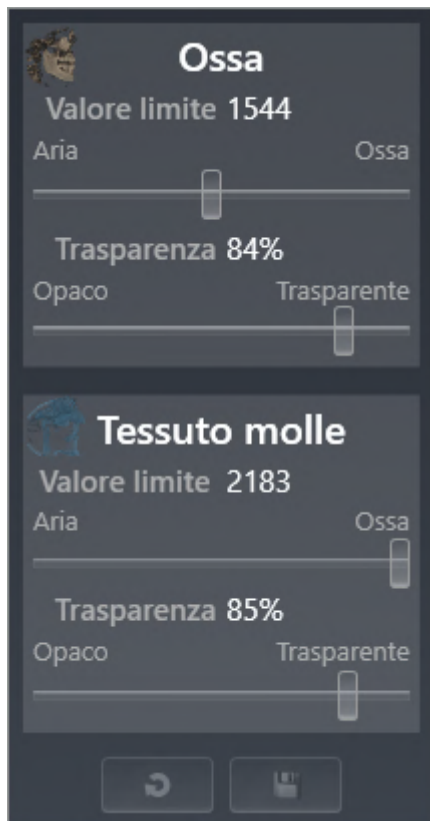 Ossa
Valore limite 1544
Aria Ossa
Trasparenza 84%
Opaco Trasparente
Tessuto molle
Valore limite 2183
Aria Ossa
Trasparenza 85%
Opaco Trasparente